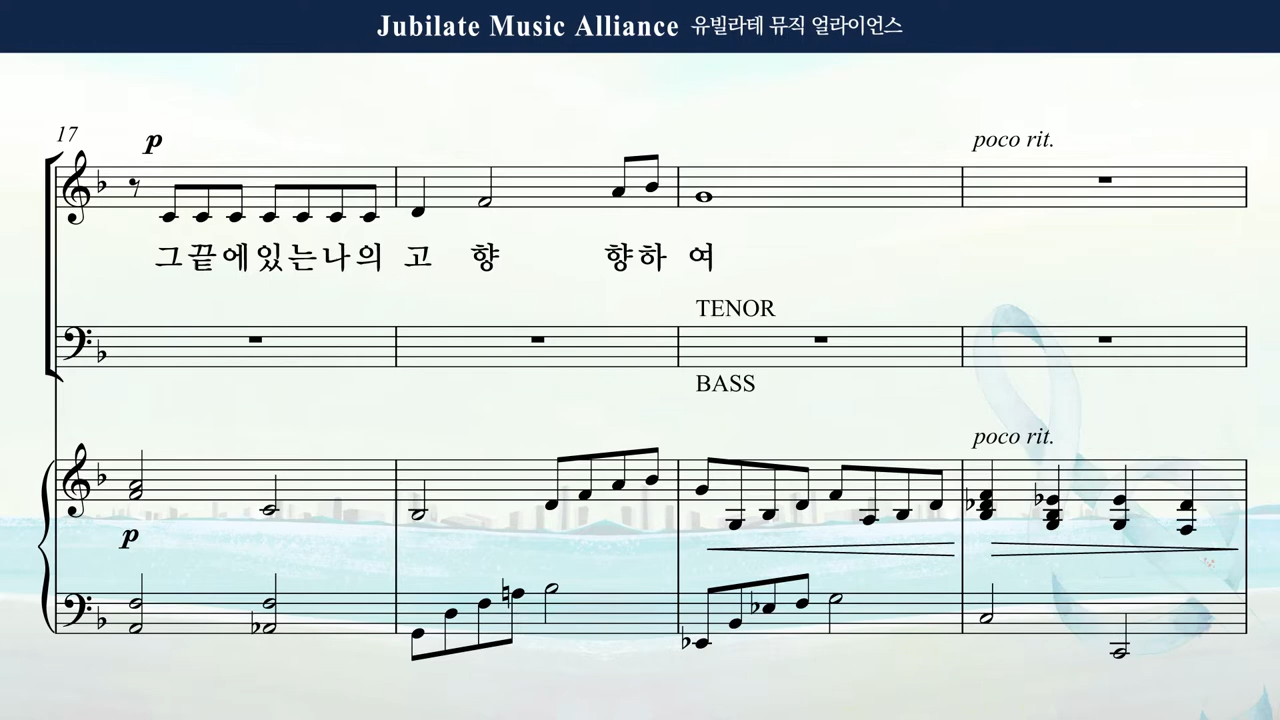 Jubilate Music Alliance 유빌라테 뮤직 얼라이언스
17
p
poco rit.
그끝에있는나의 고 향 향하 여
TENOR
BASS
poco rit.
p